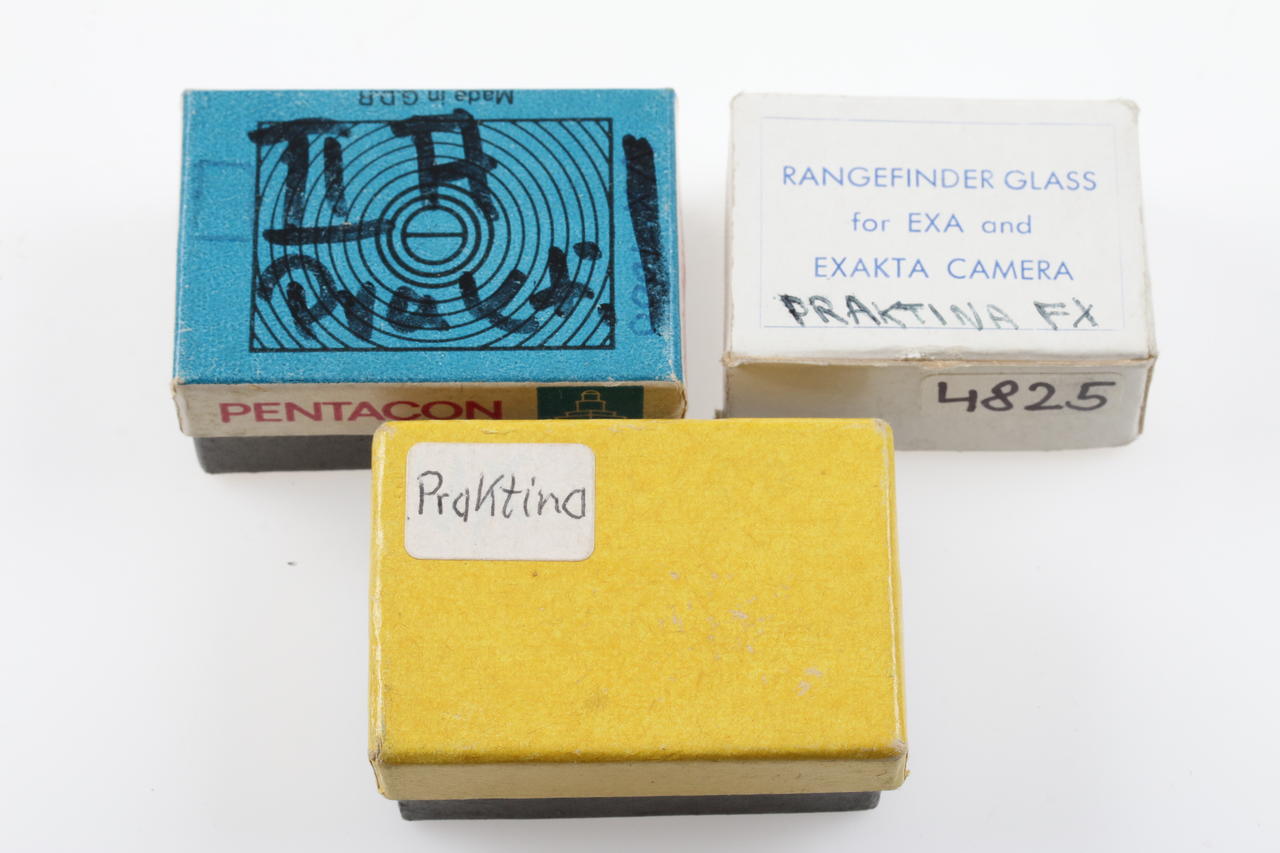 Made in G.D.R
PENTACON
RANGEFINDER GLASS
for EXA and
EXAKTA CAMERA
PRAKTINA FX
4825
Praktina